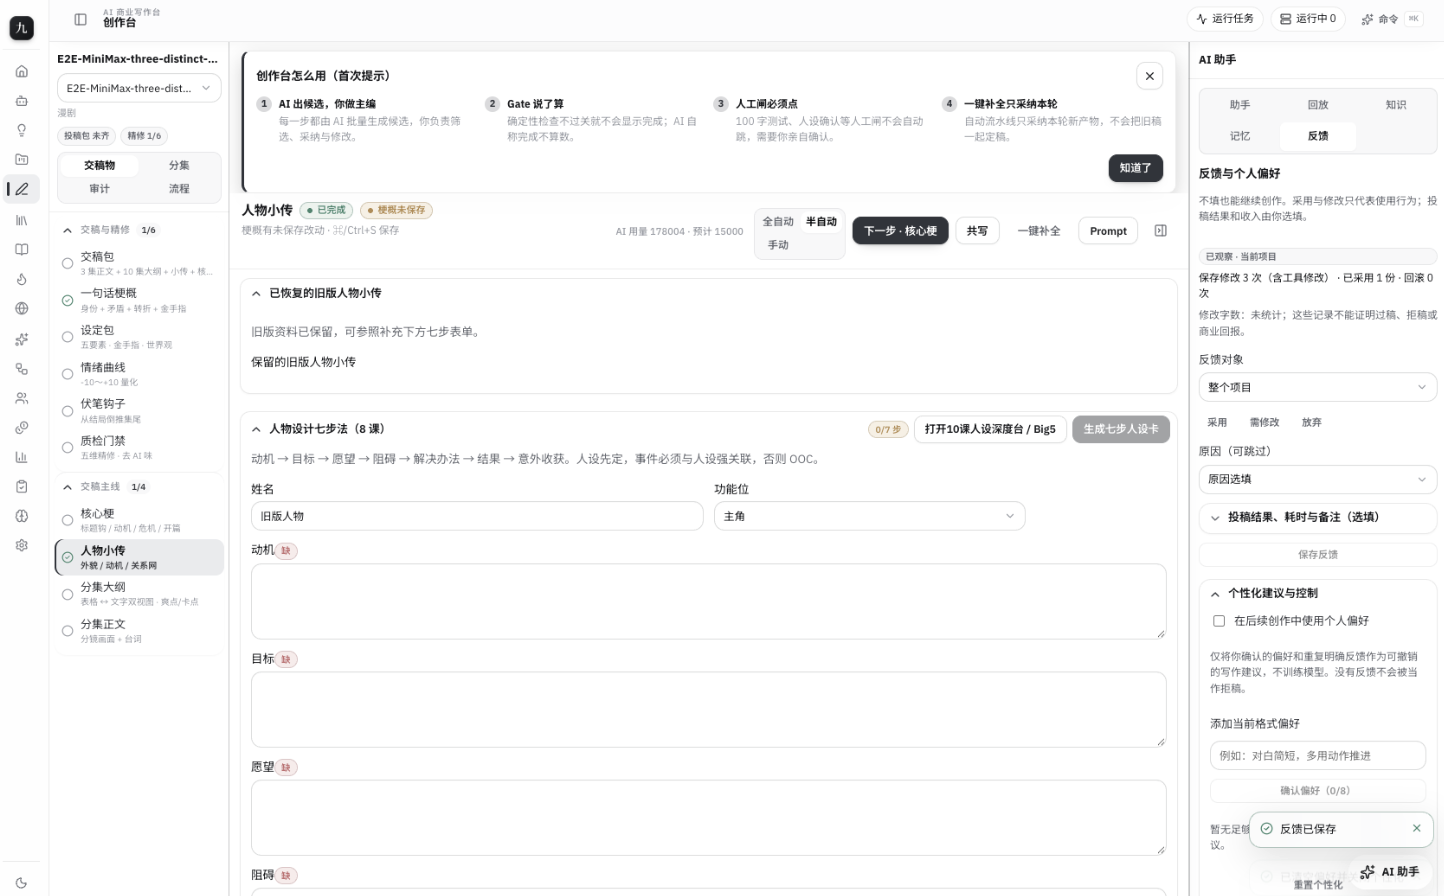 九
AI 商业写作台
创作台
运行任务
运行中 0
命令
⌘K
E2E-MiniMax-three-distinct-...
E2E-MiniMax-three-dist...
漫剧
投稿包 未齐
精修 1/6
交稿物
分集
审计
流程
交稿与精修 1/6
交稿包
3 集正文 + 10 集大纲 + 小传 + 核...
一句话梗概
身份 + 矛盾 + 转折 + 金手指
设定包
五要素 · 金手指 · 世界观
情绪曲线
-10～+10 量化
伏笔钩子
从结局倒推集尾
质检门禁
五维精修 · 去 AI 味
交稿主线 1/4
核心梗
标题钩 / 动机 / 危机 / 开篇
人物小传
外貌 / 动机 / 关系网
分集大纲
表格 ↔ 文字双视图 · 爽点/卡点
分集正文
分镜画面 + 台词
创作台怎么用（首次提示）
1 AI 出候选，你做主编
每一步都由 AI 批量生成候选，你负责筛
选、采纳与修改。
2 Gate 说了算
确定性检查不过关就不会显示完成；AI 自
称完成不算数。
3 人工闸必须点
100 字测试、人设确认等人工闸不会自动
跳，需要你亲自确认。
4 一键补全只采纳本轮
自动流水线只采纳本轮新产物，不会把旧稿
一起定稿。
知道了
人物小传
已完成
梗概未保存
梗概有未保存改动 · ⌘/Ctrl+S 保存
AI 用量 178004 · 预计 15000
全自动
半自动
手动
下一步 · 核心梗
共写
一键补全
Prompt
已恢复的旧版人物小传
旧版资料已保留，可参照补充下方七步表单。
保留的旧版人物小传
人物设计七步法（8 课）
0/7 步
打开10课人设深度台 / Big5
生成七步人设卡
动机 → 目标 → 愿望 → 阻碍 → 解决办法 → 结果 → 意外收获。人设先定，事件必须与人设强关联，否则 OOC。
姓名
旧版人物
功能位
主角
动机 缺
目标 缺
愿望 缺
阻碍 缺
AI 助手
助手
回放
知识
记忆
反馈
反馈与个人偏好
不填也能继续创作。采用与修改只代表使用行为；投
稿结果和收入由你选填。
已观察 · 当前项目
保存修改 3 次（含工具修改） · 已采用 1 份 · 回滚 0
次
修改字数：未统计；这些记录不能证明过稿、拒稿或
商业回报。
反馈对象
整个项目
采用
需修改
放弃
原因（可跳过）
原因选填
投稿结果、耗时与备注（选填）
保存反馈
个性化建议与控制
在后续创作中使用个人偏好
仅将你确认的偏好和重复明确反馈作为可撤销
的写作建议，不训练模型。没有反馈不会被当
作拒稿。
添加当前格式偏好
例如：对白简短，多用动作推进
确认偏好（0/8）
暂无足够
议。
反馈已保存
重置个性化
AI 助手